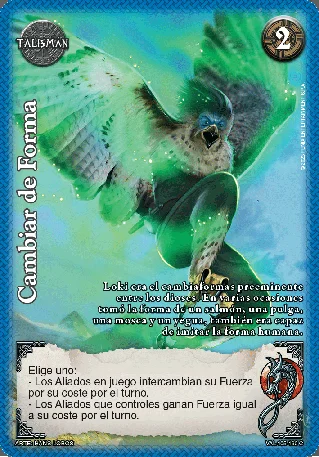 TALISMAN
2
Cambiar de Forma
Loki era el cambiaformas preeminente
entre los dioses. En varias ocasiones
tomó la forma de un salmón, una pulga,
una mosca y un yegua, también era capaz
de imitar la forma humana.
Elige uno:
- Los Aliados en juego intercambian su Fuerza
por su coste por el turno.
- Los Aliados que controles ganan Fuerza igual
a su coste por el turno.